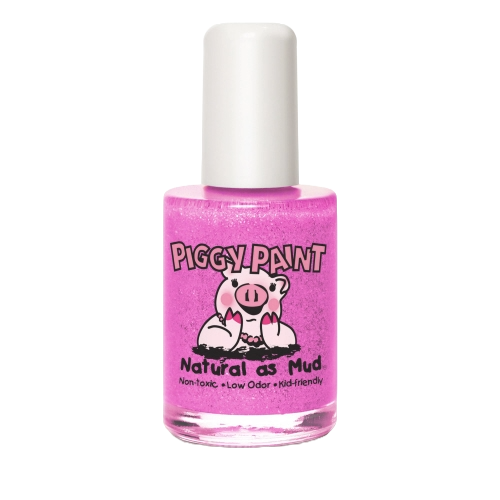 PIGGY PAINT
Natural as Mud
Non-toxic • Low Odor • Kid-friendly